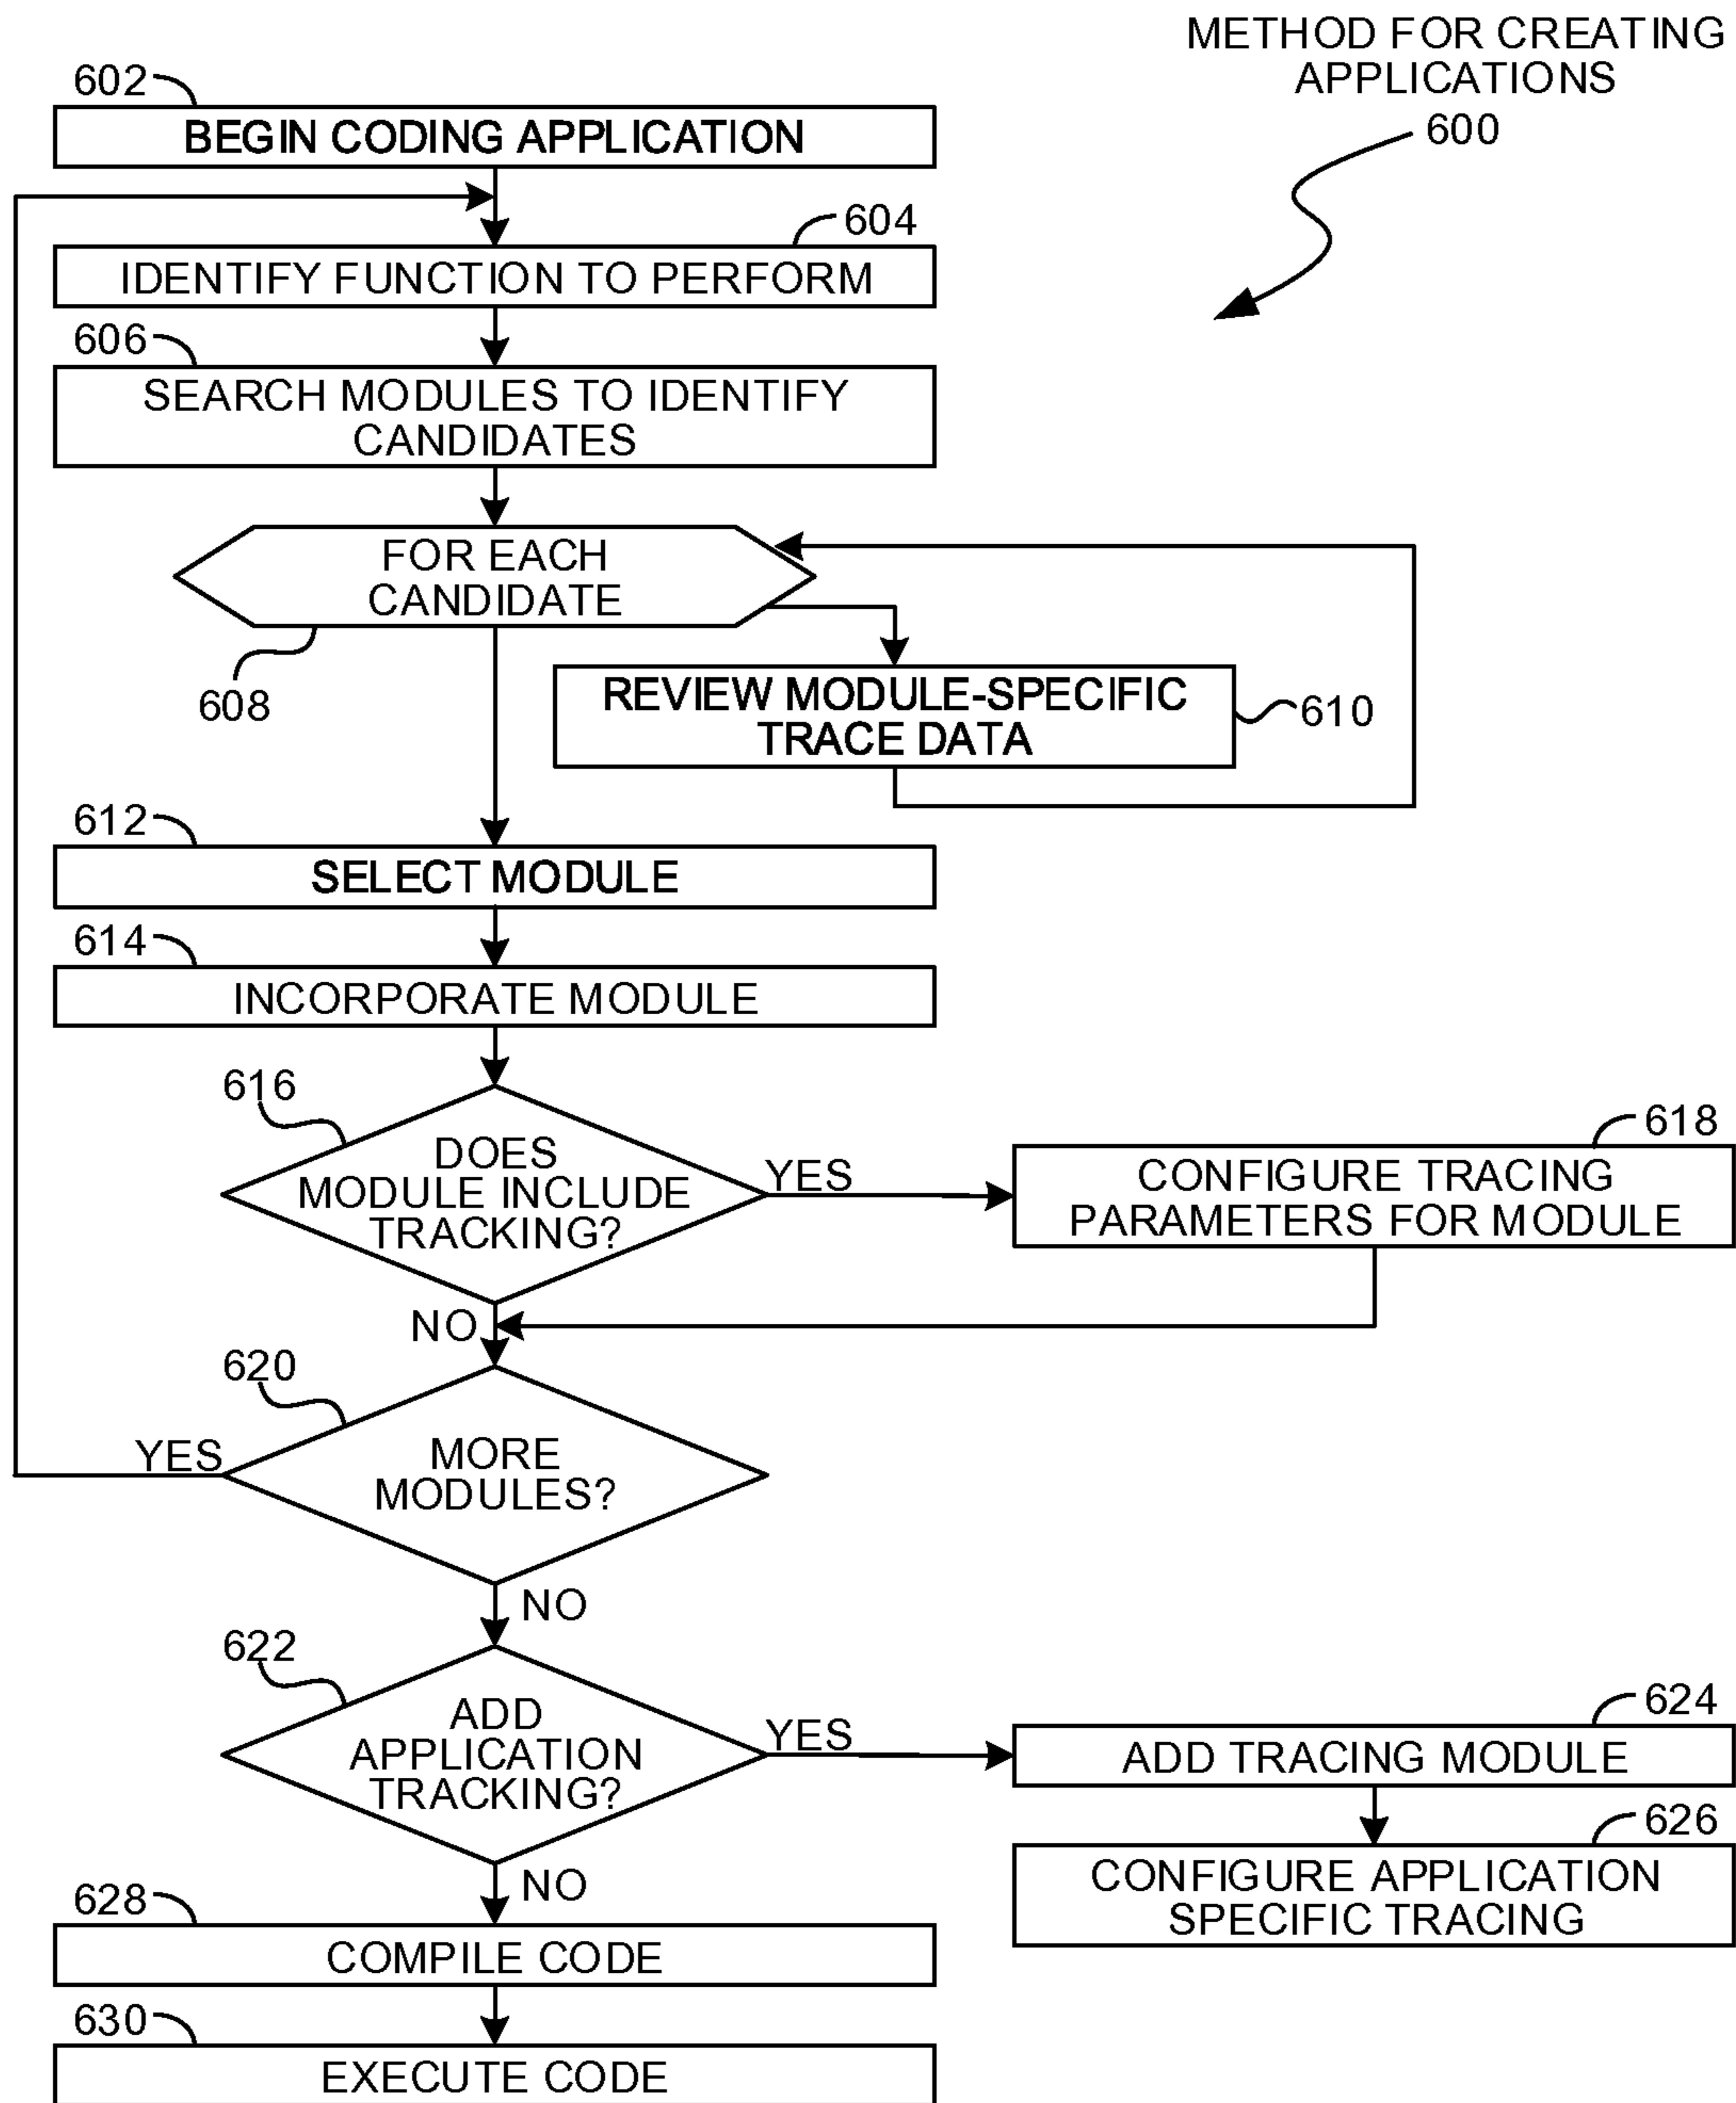 METHOD FOR CREATING
APPLICATIONS
600
602
BEGIN CODING APPLICATION
604
IDENTIFY FUNCTION TO PERFORM
606
SEARCH MODULES TO IDENTIFY
CANDIDATES
FOR EACH
CANDIDATE
608
REVIEW MODULE-SPECIFIC
TRACE DATA
610
612
SELECT MODULE
614
INCORPORATE MODULE
616
DOES
MODULE INCLUDE
TRACKING?
YES
618
CONFIGURE TRACING
PARAMETERS FOR MODULE
NO
620
YES
MORE
MODULES?
NO
622
ADD
APPLICATION
TRACKING?
YES
624
ADD TRACING MODULE
626
CONFIGURE APPLICATION
SPECIFIC TRACING
NO
628
COMPILE CODE
630
EXECUTE CODE